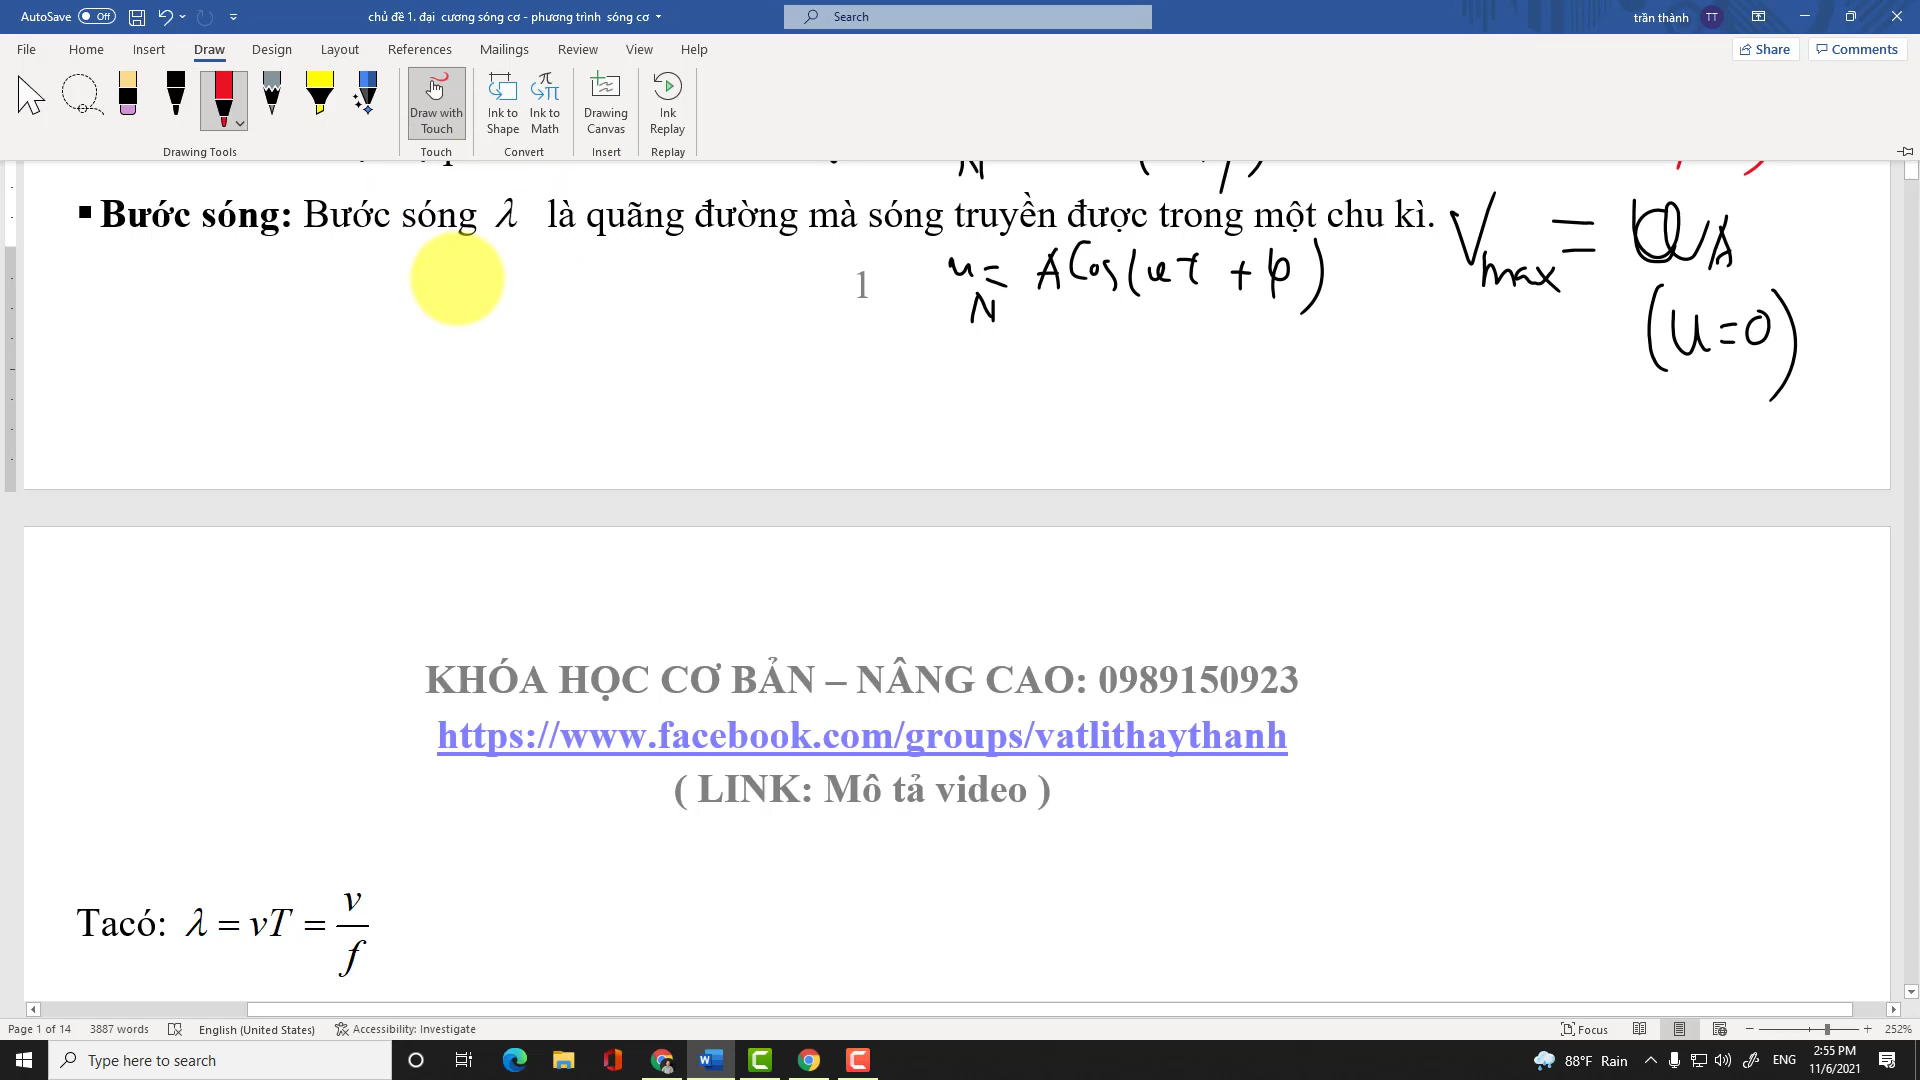 AutoSave Off chủ đề 1. đại cương sóng cơ - phương trình sóng cơ Search trần thành TT
File Home Insert Draw Design Layout References Mailings Review View Help Share Comments
Draw with Touch Ink to Shape Ink to Math Drawing Canvas Ink Replay
Drawing Tools Touch Convert Insert Replay
▪ Bước sóng: Bước sóng λ là quãng đường mà sóng truyền được trong một chu kì.
Vmax = ωA
1
uN = A Cos(ωt + φ)
(u=0)
KHÓA HỌC CƠ BẢN – NÂNG CAO: 0989150923
https://www.facebook.com/groups/vatlithaythanh
( LINK: Mô tả video )
Tacó: λ = vT = v/f
Page 1 of 14 3887 words English (United States) Accessibility: Investigate Focus 252%
Type here to search 88°F Rain ENG 2:55 PM
11/6/2021